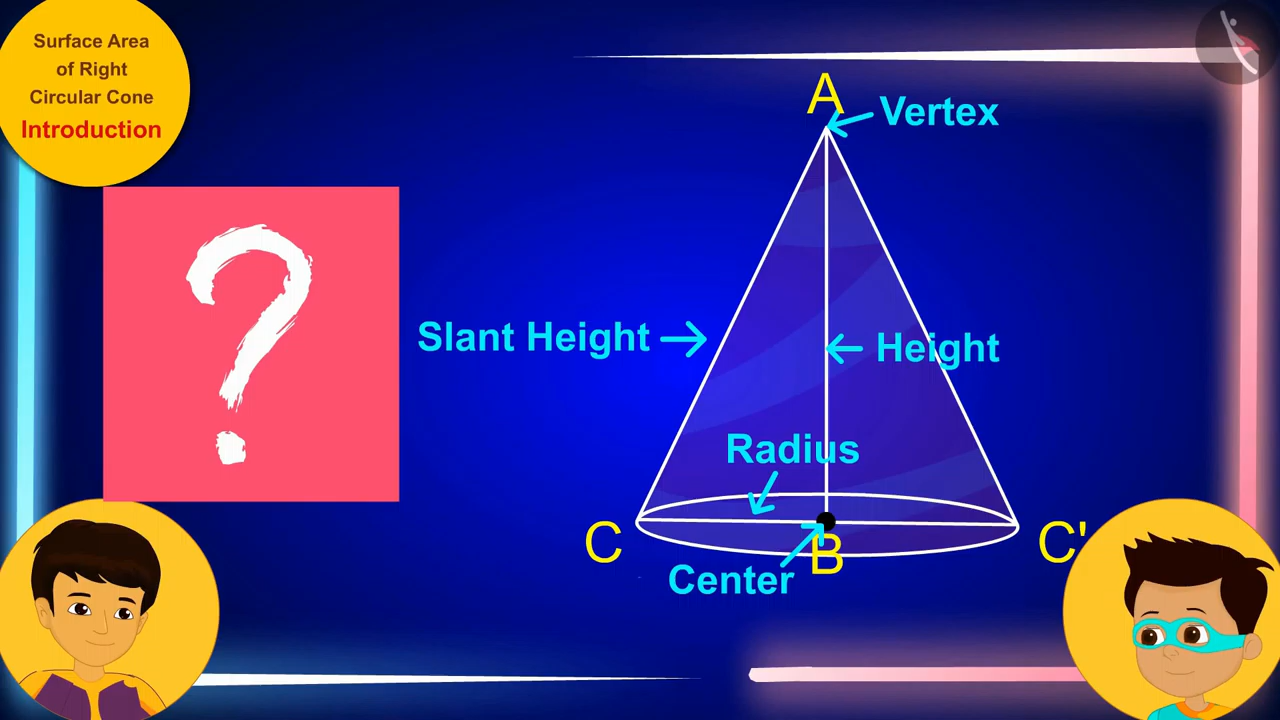 Surface Area
of Right
Circular Cone
Introduction
?
A
Vertex
Slant Height
Height
Radius
C
B
C'
Center